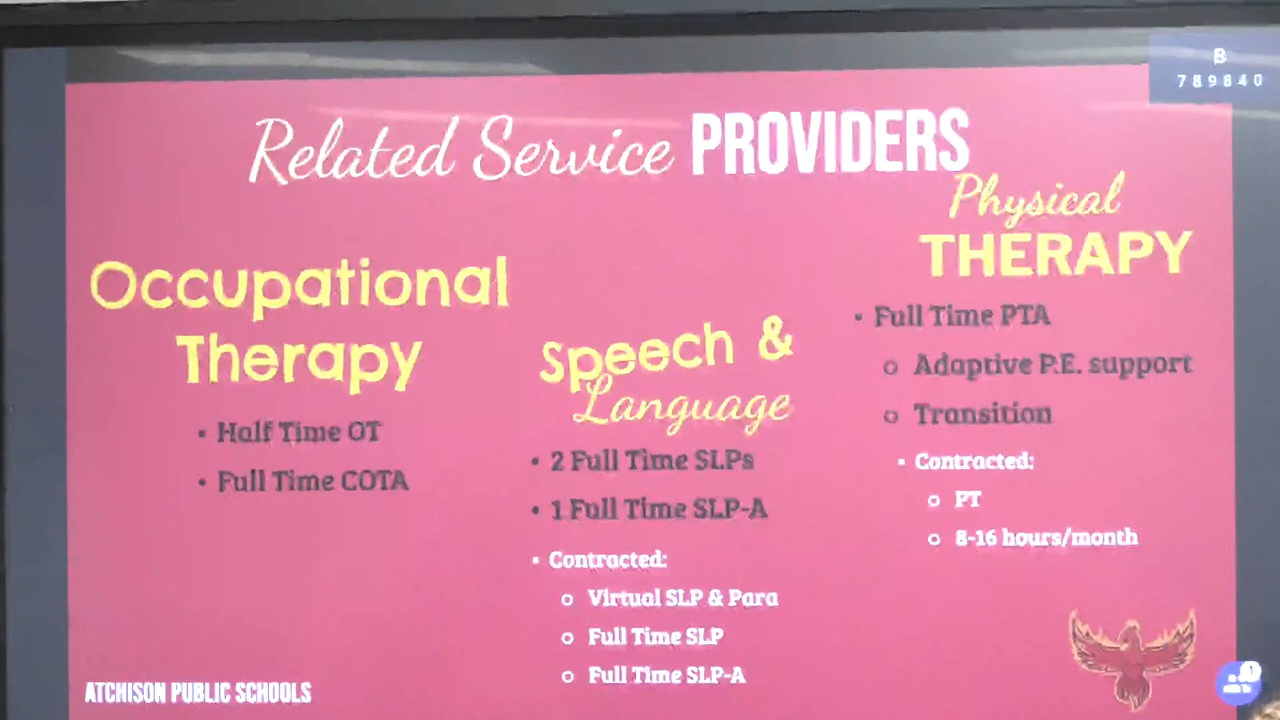 B
789840
Related Service PROVIDERS
Occupational
Therapy
• Half Time OT
• Full Time COTA
Speech &
Language
• 2 Full Time SLPs
• 1 Full Time SLP-A
• Contracted:
o Virtual SLP & Para
o Full Time SLP
o Full Time SLP-A
Physical
THERAPY
• Full Time PTA
o Adaptive P.E. support
o Transition
• Contracted:
o PT
o 8-16 hours/month
ATCHISON PUBLIC SCHOOLS